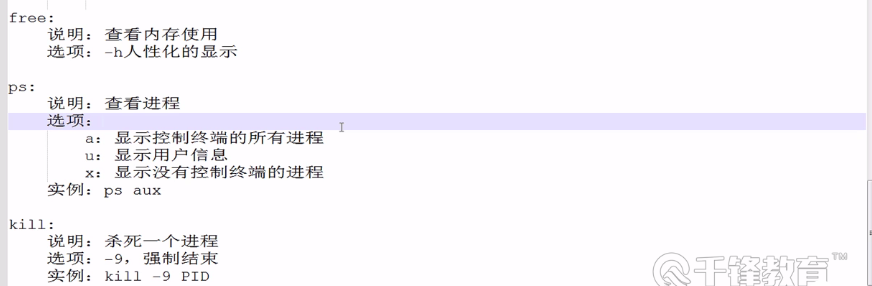 free:
说明：查看内存使用
选项：-h人性化的显示
ps:
说明：查看进程
选项：
a：显示控制终端的所有进程
u：显示用户信息
x：显示没有控制终端的进程
实例：ps aux
kill:
说明：杀死一个进程
选项：-9，强制结束
实例：kill -9 PID
千锋教育™